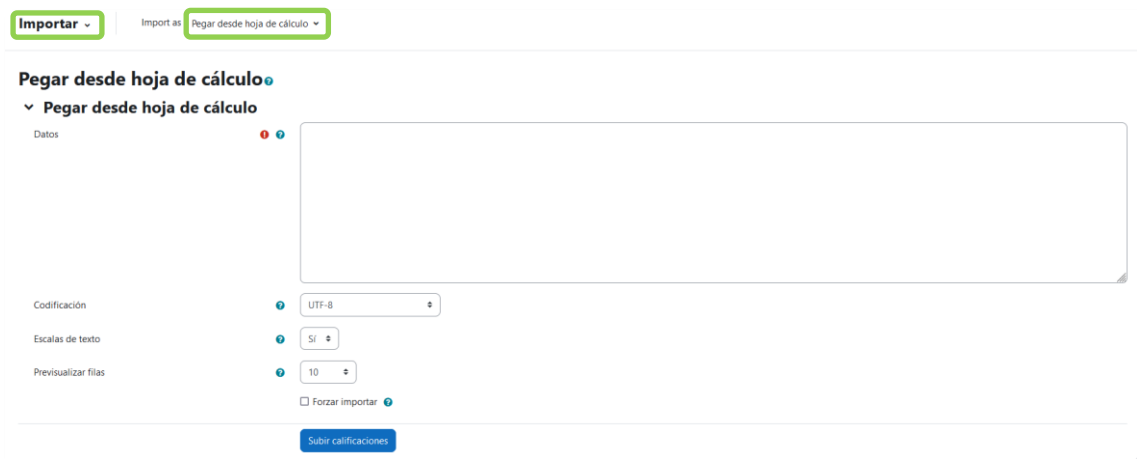 Importar
Import as Pegar desde hoja de cálculo
Pegar desde hoja de cálculo
Pegar desde hoja de cálculo
Datos
Codificación UTF-8
Escalas de texto Sí
Previsualizar filas 10
Forzar importar
Subir calificaciones